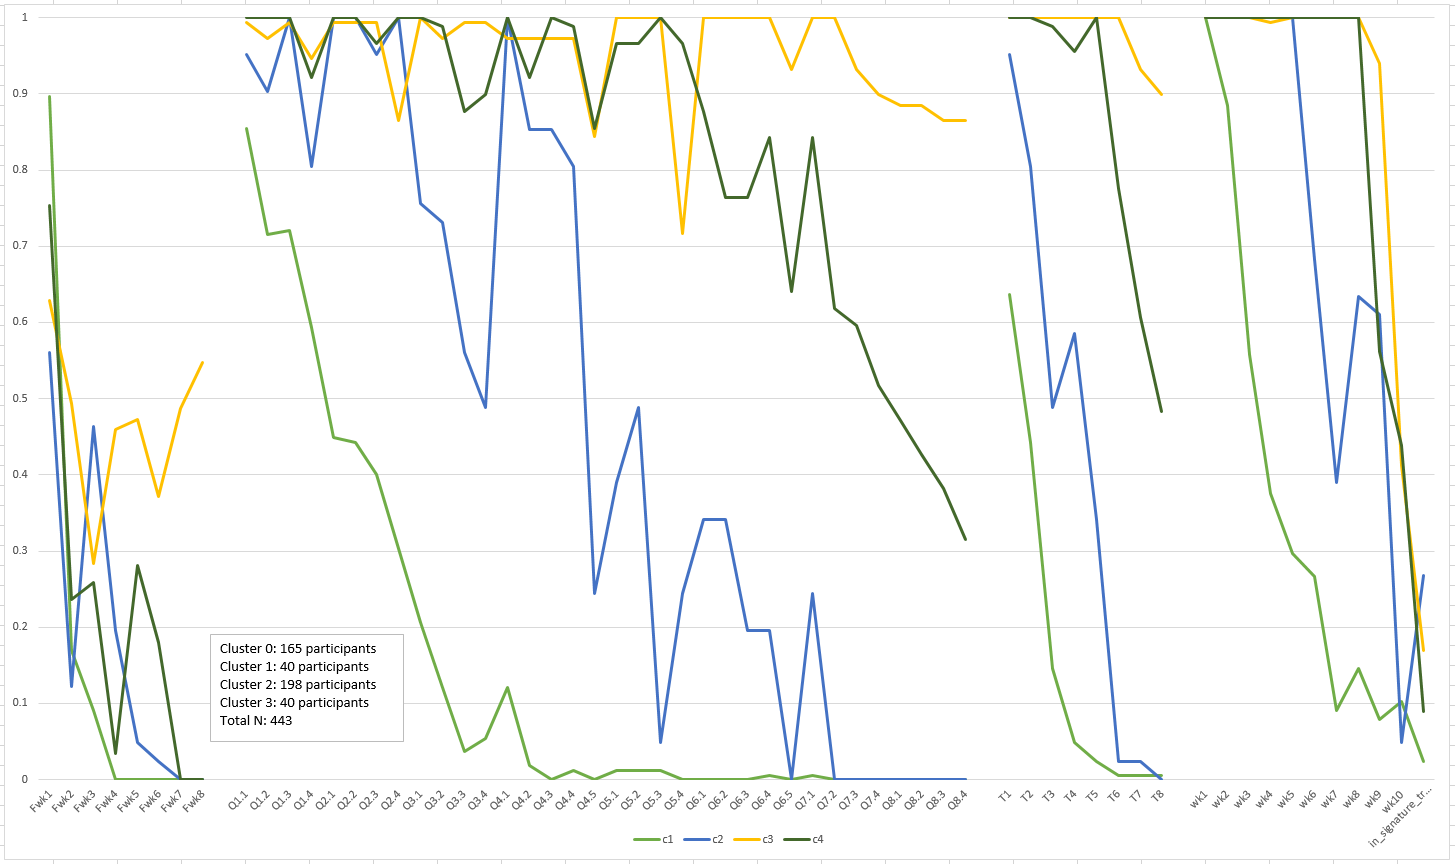 1
0.9
0.8
0.7
0.6
0.5
0.4
0.3
0.2
0.1
0
Cluster 0: 165 participants
Cluster 1: 40 participants
Cluster 2: 198 participants
Cluster 3: 40 participants
Total N: 443
Fwk1 Fwk2 Fwk3 Fwk4 Fwk5 Fwk6 Fwk7 Fwk8 Q1.1 Q1.2 Q1.3 Q1.4 Q2.1 Q2.2 Q2.3 Q2.4 Q3.1 Q3.2 Q3.3 Q3.4 Q4.1 Q4.2 Q4.3 Q4.4 Q4.5 Q5.1 Q5.2 Q5.3 Q5.4 Q6.1 Q6.2 Q6.3 Q6.4 Q6.5 Q7.1 Q7.2 Q7.3 Q7.4 Q8.1 Q8.2 Q8.3 Q8.4 T1 T2 T3 T4 T5 T6 T7 T8 wk1 wk2 wk3 wk4 wk5 wk6 wk7 wk8 wk9 wk10 in_signature_tr...
c1 c2 c3 c4